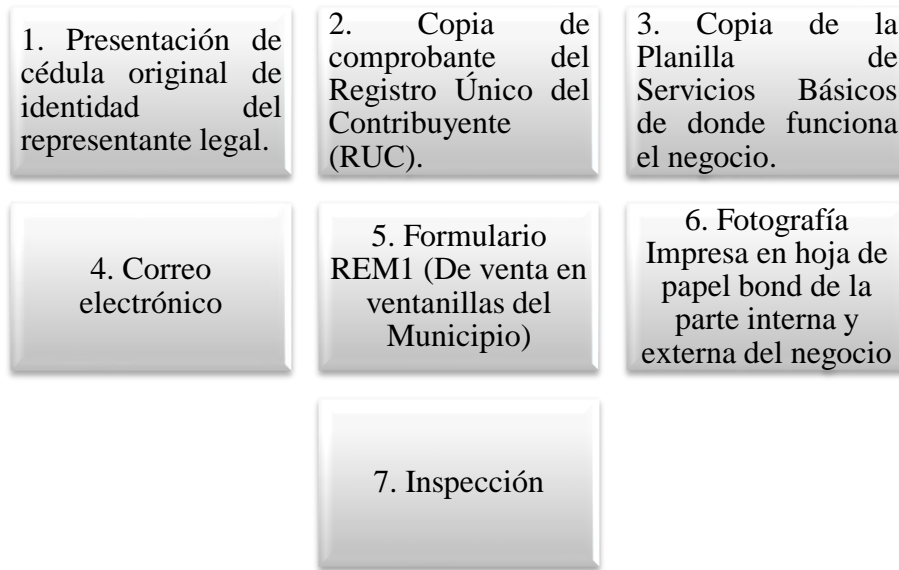 1. Presentación de
cédula original de
identidad del
representante legal.
2. Copia de
comprobante del
Registro Único del
Contribuyente
(RUC).
3. Copia de la
Planilla de
Servicios Básicos
de donde funciona
el negocio.
4. Correo
electrónico
5. Formulario
REM1 (De venta en
ventanillas del
Municipio)
6. Fotografía
Impresa en hoja de
papel bond de la
parte interna y
externa del negocio
7. Inspección